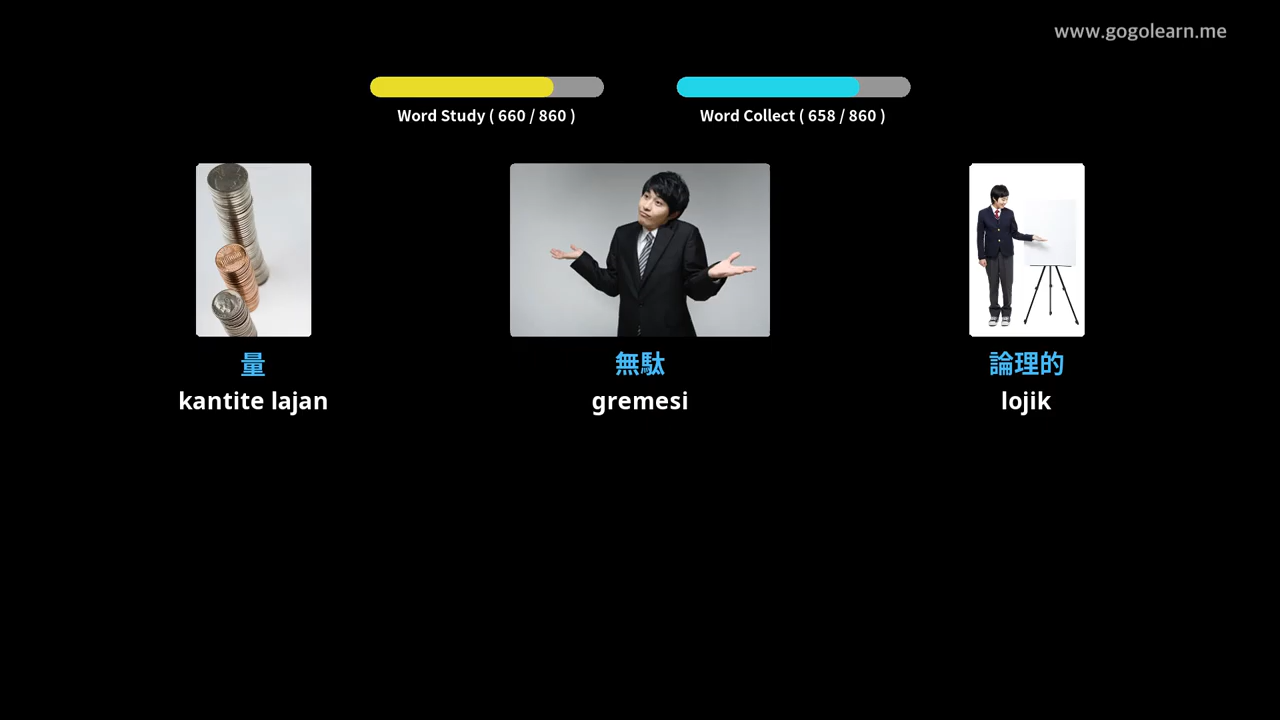 www.gogolearn.me
Word Study ( 660 / 860 )
Word Collect ( 658 / 860 )
量
kantite lajan
無駄
gremesi
論理的
lojik